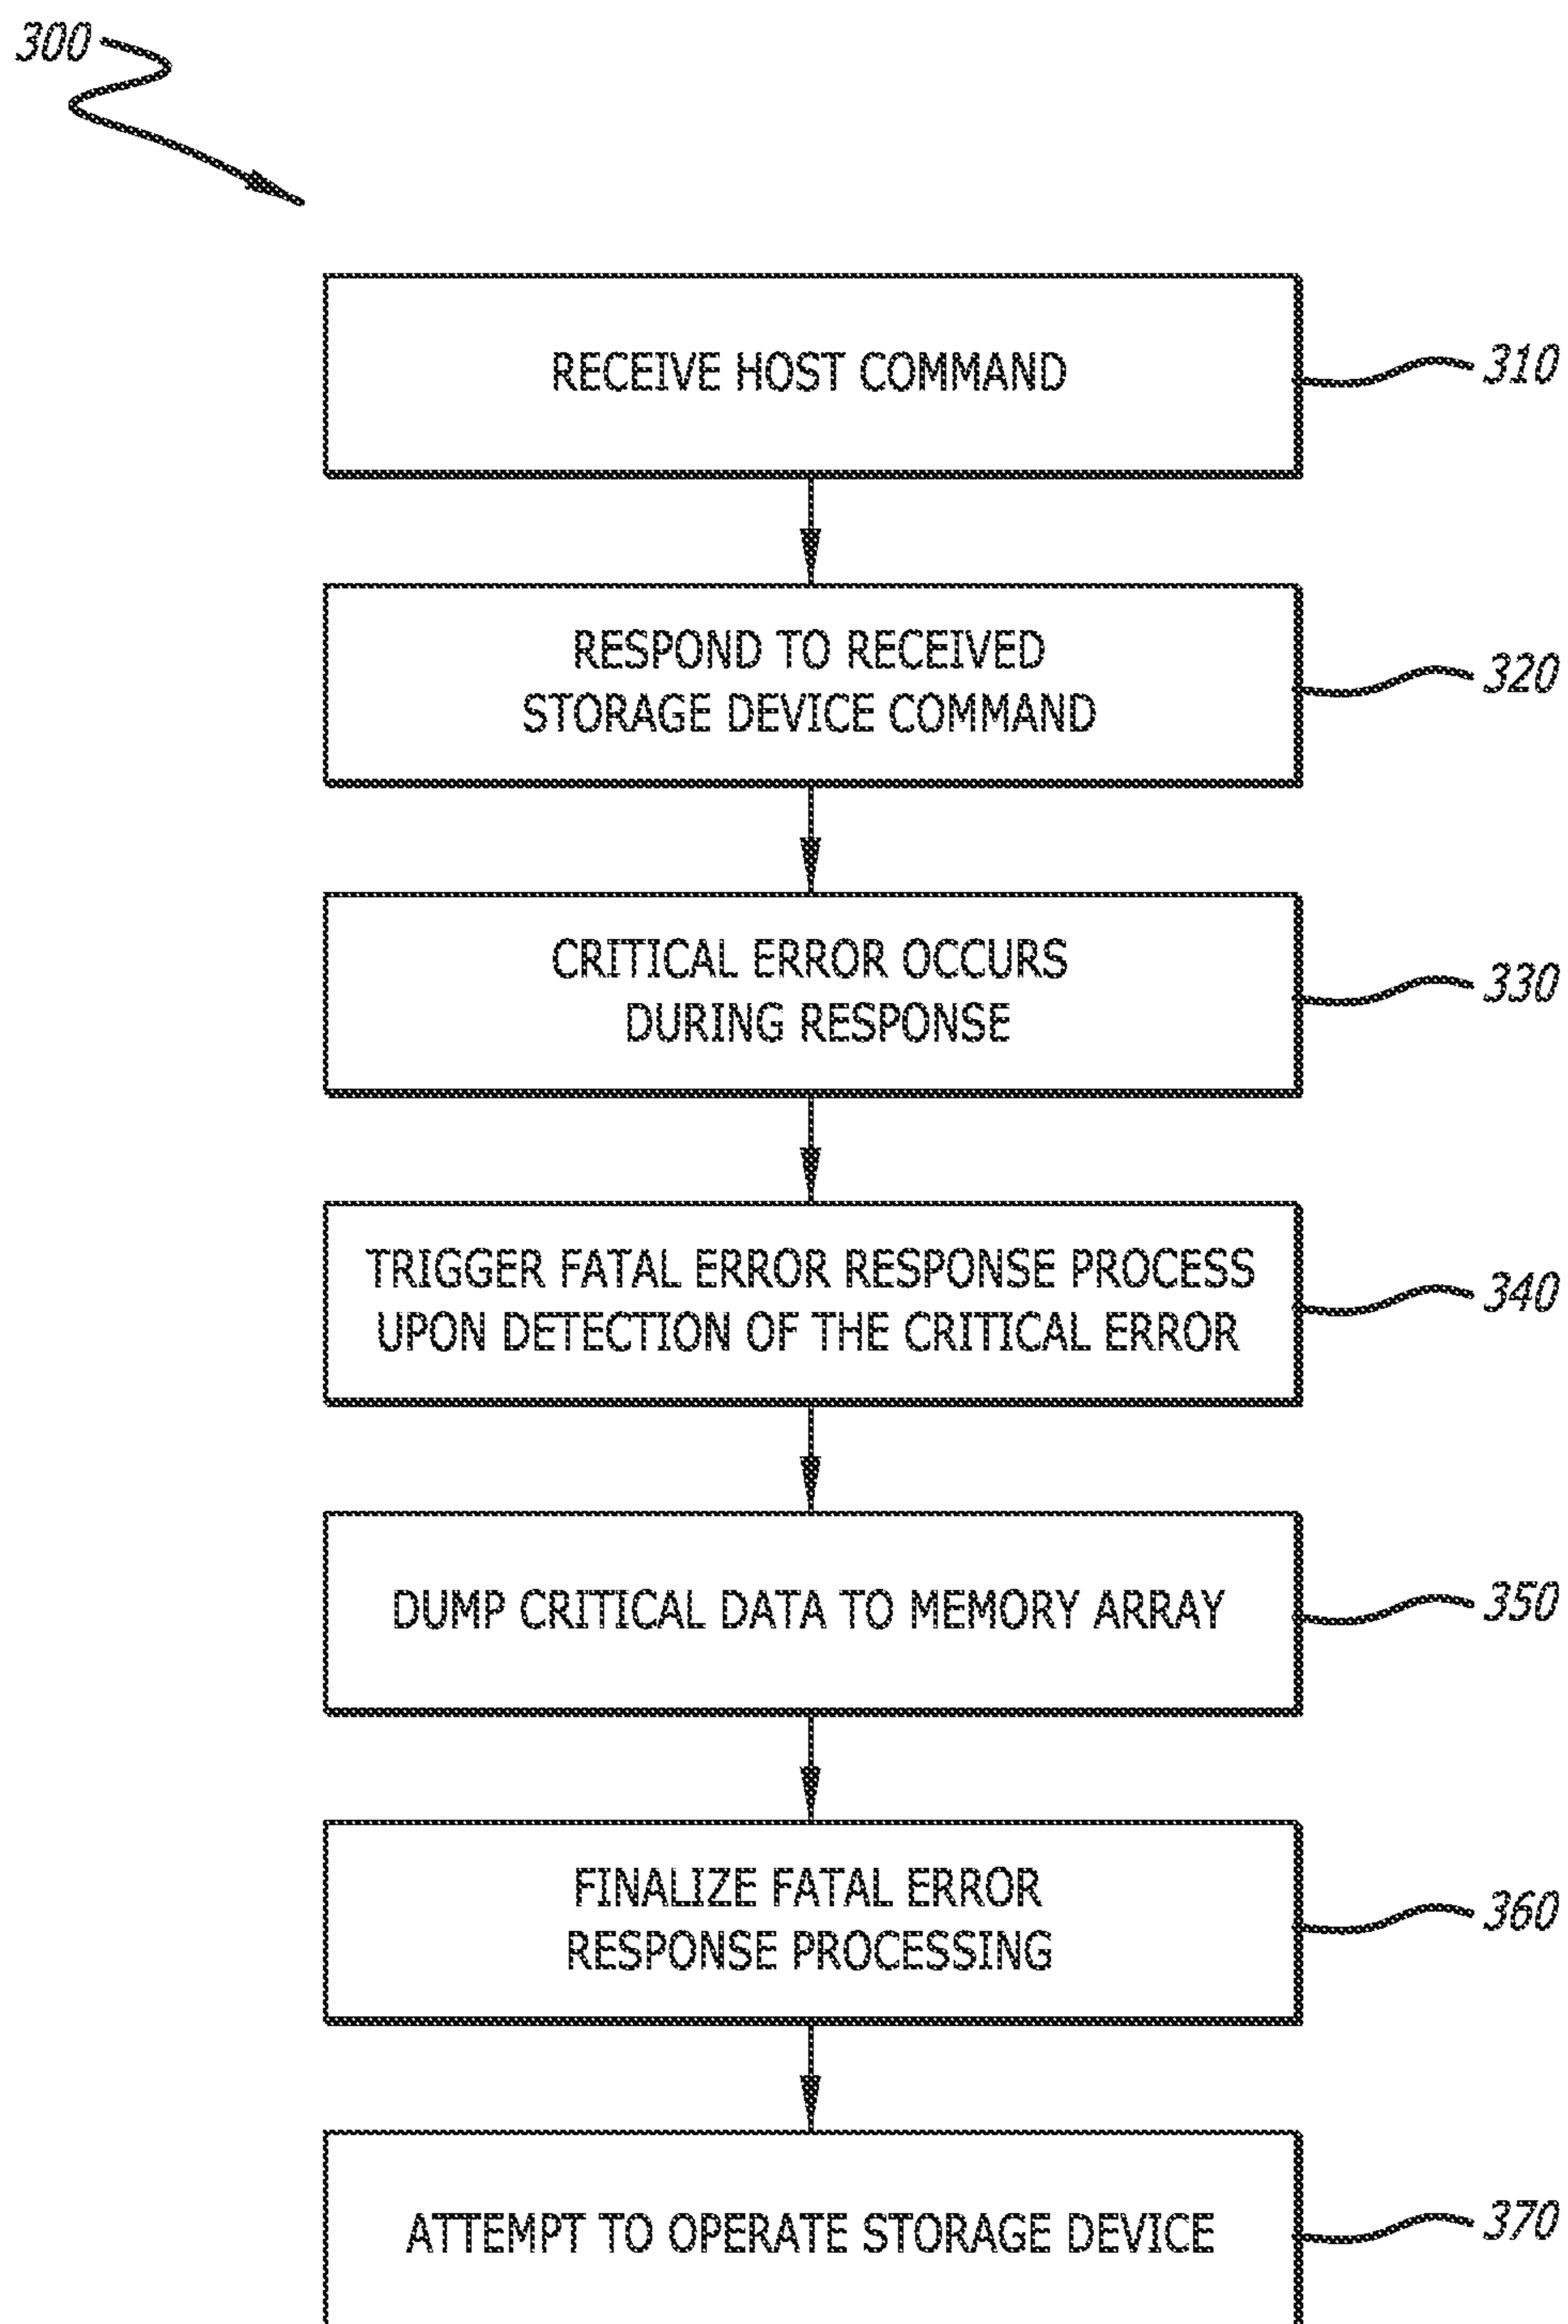 300
RECEIVE HOST COMMAND
310
RESPOND TO RECEIVED
STORAGE DEVICE COMMAND
320
CRITICAL ERROR OCCURS
DURING RESPONSE
330
TRIGGER FATAL ERROR RESPONSE PROCESS
UPON DETECTION OF THE CRITICAL ERROR
340
DUMP CRITICAL DATA TO MEMORY ARRAY
350
FINALIZE FATAL ERROR
RESPONSE PROCESSING
360
ATTEMPT TO OPERATE STORAGE DEVICE
370